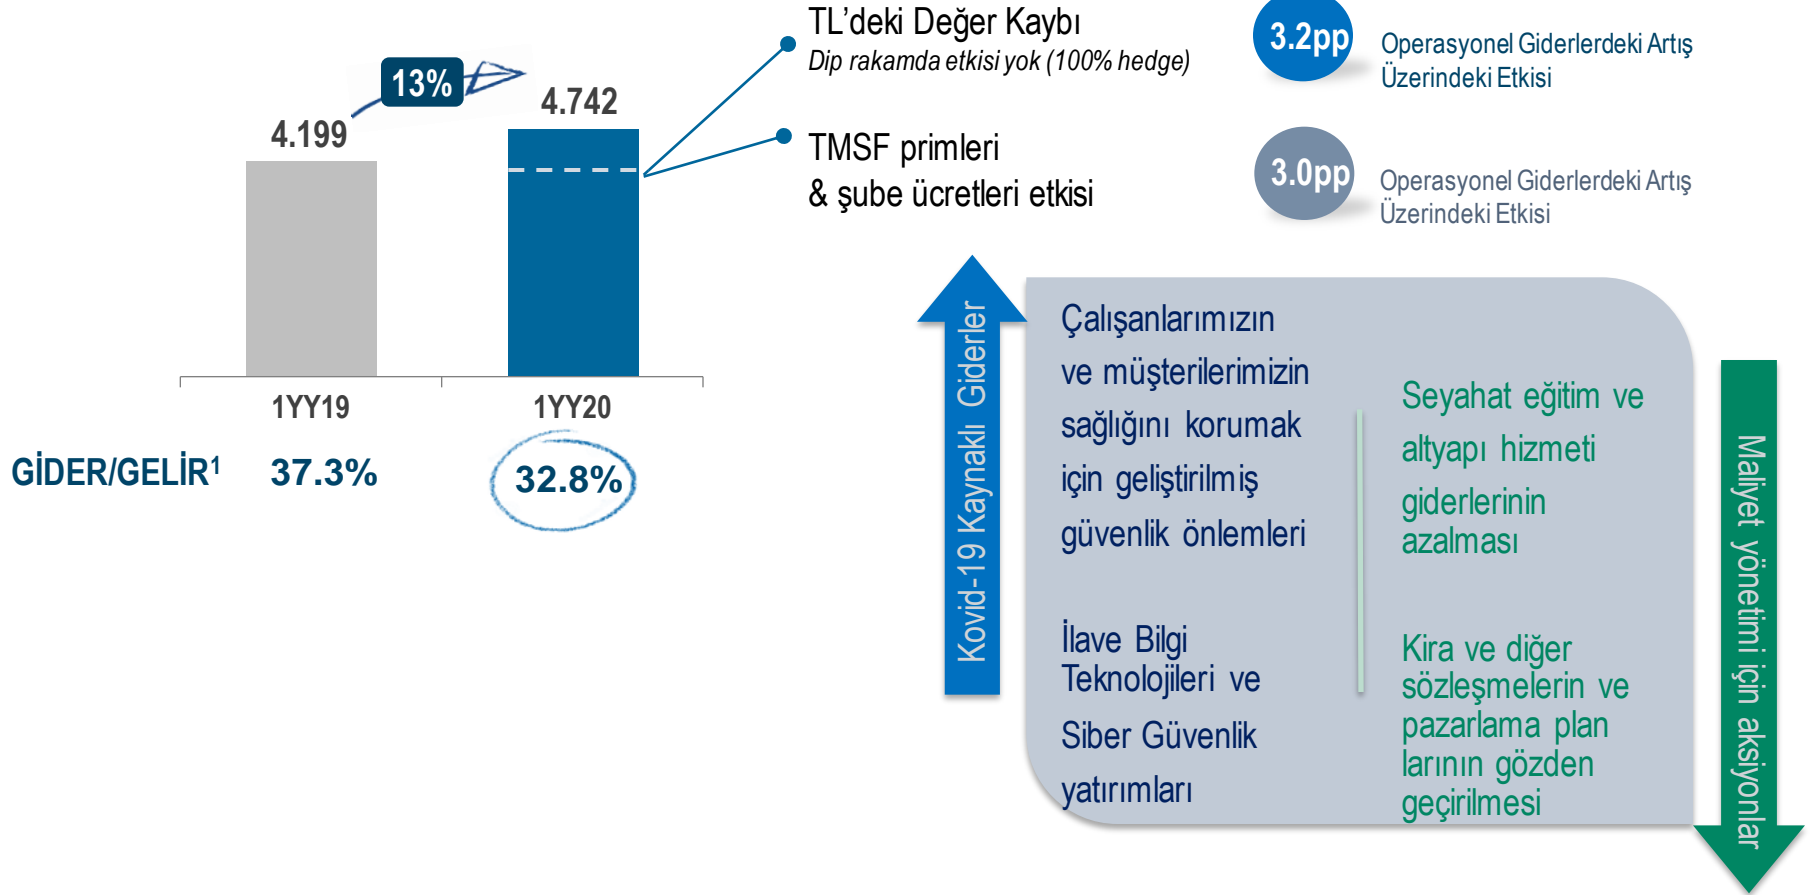 13%
4.199
4.742
1YY19
1YY20
GİDER/GELİR¹
37.3%
32.8%
TL’deki Değer Kaybı
Dip rakamda etkisi yok (100% hedge)
3.2pp
Operasyonel Giderlerdeki Artış
Üzerindeki Etkisi
TMSF primleri
& şube ücretleri etkisi
3.0pp
Operasyonel Giderlerdeki Artış
Üzerindeki Etkisi
Kovid-19 Kaynaklı Giderler
Çalışanlarımızın
ve müşterilerimizin
sağlığını korumak
için geliştirilmiş
güvenlik önlemleri
İlave Bilgi
Teknolojileri ve
Siber Güvenlik
yatırımları
Seyahat eğitim ve
altyapı hizmeti
giderlerinin
azalması
Kira ve diğer
sözleşmelerin ve
pazarlama plan
larının gözden
geçirilmesi
Maliyet yönetimi için aksiyonlar